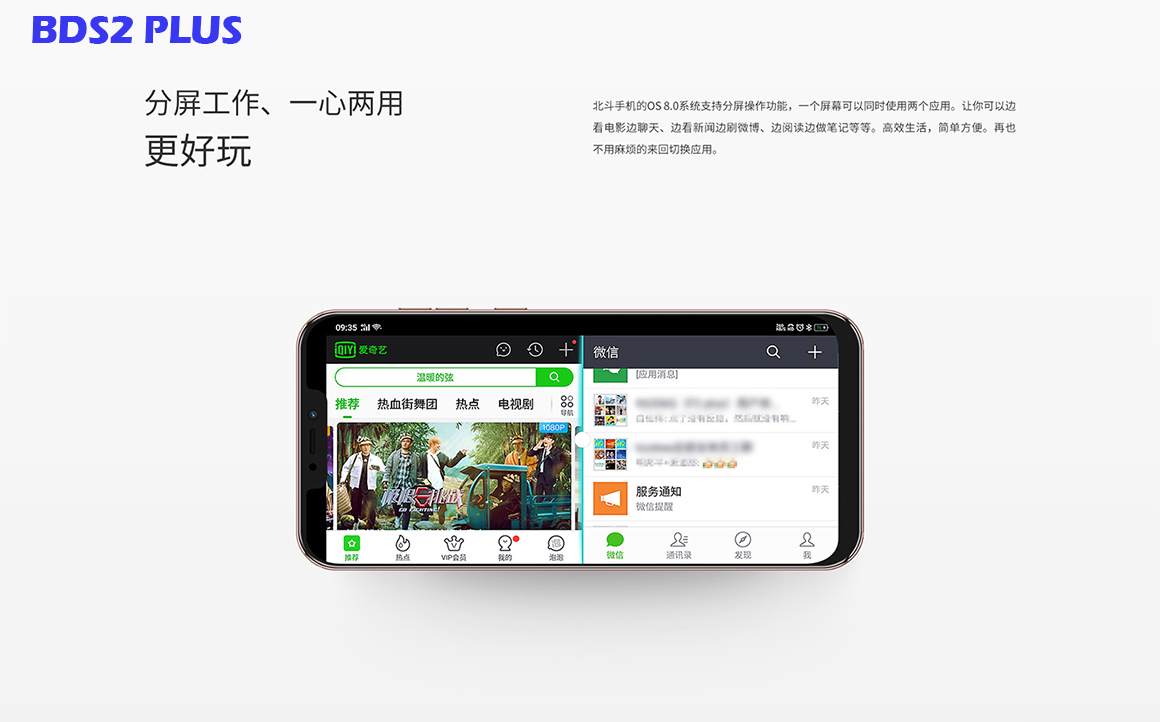 BDS2 PLUS
分屏工作、一心两用
更好玩
北斗手机的OS 8.0系统支持分屏操作功能，一个屏幕可以同时使用两个应用。让你可以边
看电影边聊天、边看新闻边刷微博、边阅读边做笔记等等。高效生活，简单方便。再也
不用麻烦的来回切换应用。
09:35
QIY 爱奇艺
温暖的弦
推荐 热血街舞团 热点 电视剧 导航
1080P
极限挑战
GO FIGHTING!
推荐 热点 VIP会员 我的 泡泡
微信
[应用消息]
昨天
昨天
服务通知 昨天
微信提醒
微信 通讯录 发现 我